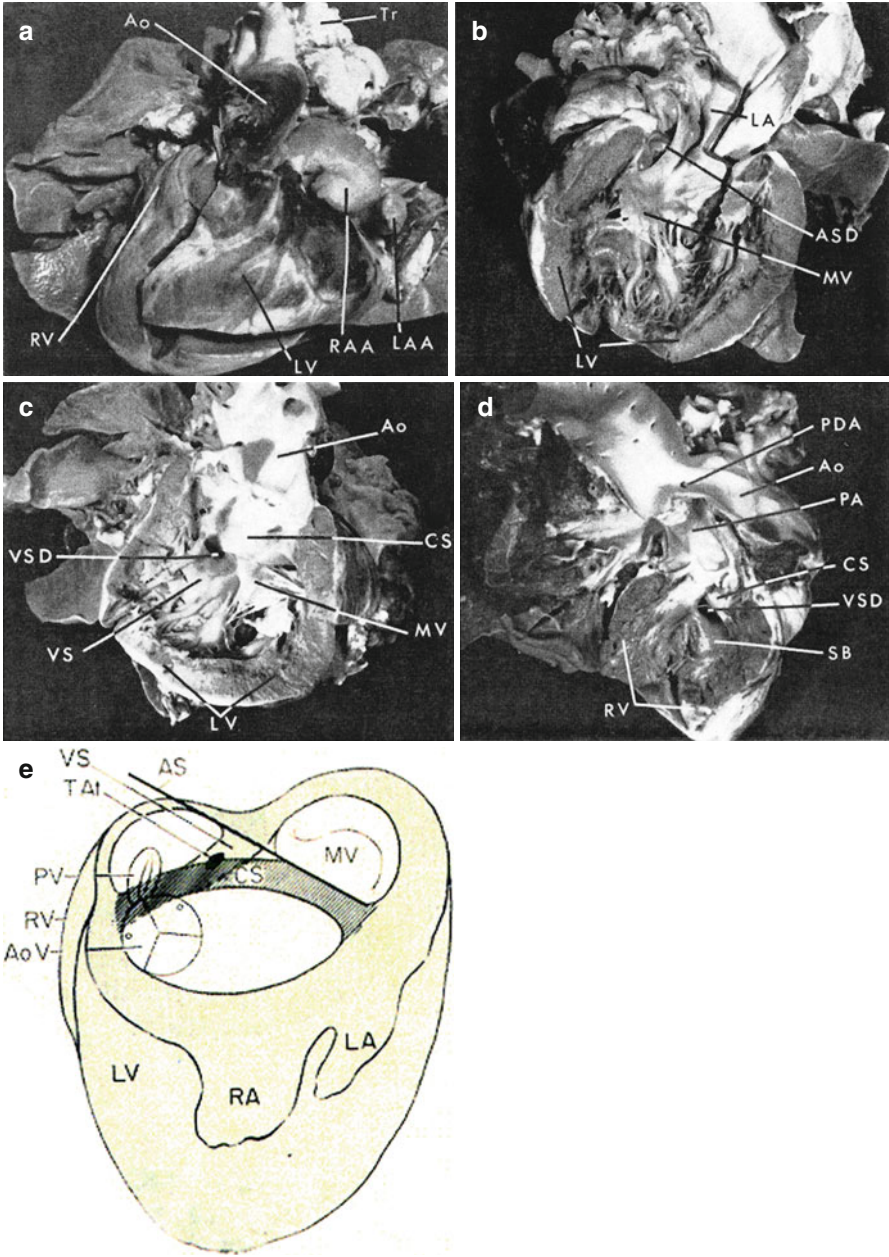 a
Ao
Tr
RV
LV
RAA
LAA
b
LA
ASD
MV
LV
c
Ao
VSD
CS
VS
MV
LV
d
PDA
Ao
PA
CS
VSD
SB
RV
e
VS
AS
TAt
PV
CS
MV
RV
AoV
LV
RA
LA